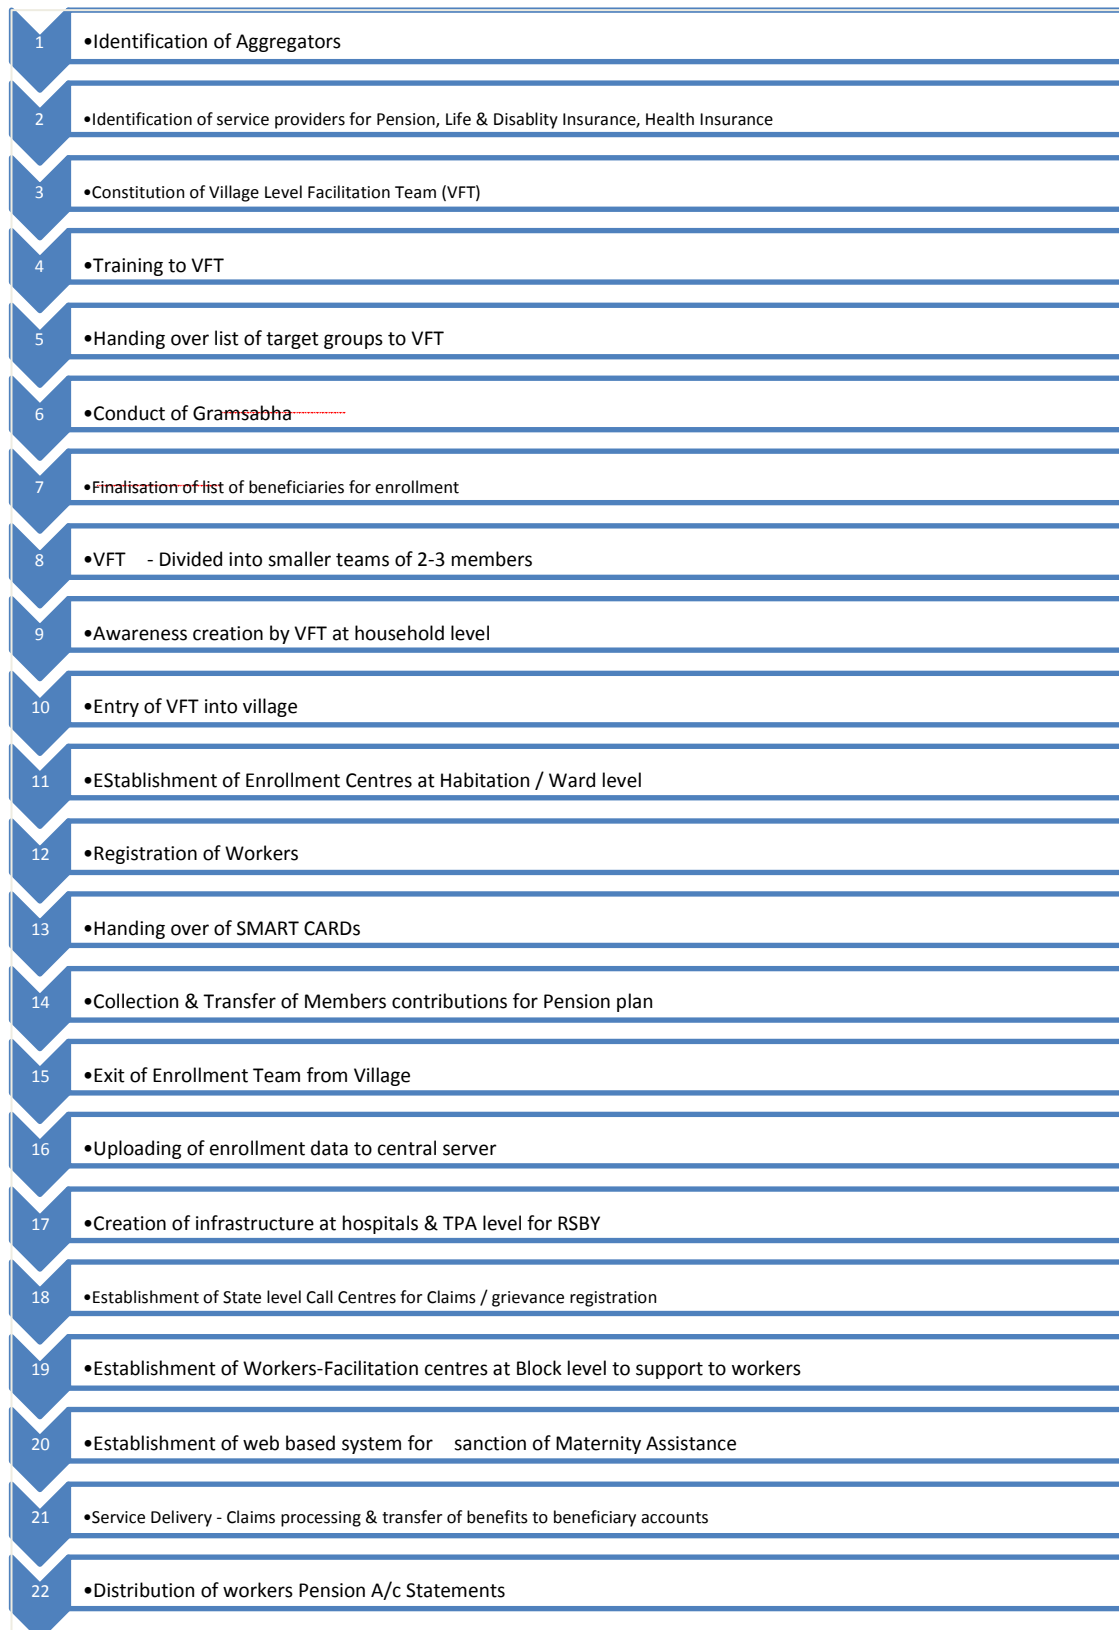 1
•Identification of Aggregators
2
•Identification of service providers for Pension, Life & Disablity Insurance, Health Insurance
3
•Constitution of Village Level Facilitation Team (VFT)
4
•Training to VFT
5
•Handing over list of target groups to VFT
6
•Conduct of Gramsabha
7
•Finalisation of list of beneficiaries for enrollment
8
•VFT - Divided into smaller teams of 2-3 members
9
•Awareness creation by VFT at household level
10
•Entry of VFT into village
11
•EStablishment of Enrollment Centres at Habitation / Ward level
12
•Registration of Workers
13
•Handing over of SMART CARDs
14
•Collection & Transfer of Members contributions for Pension plan
15
•Exit of Enrollment Team from Village
16
•Uploading of enrollment data to central server
17
•Creation of infrastructure at hospitals & TPA level for RSBY
18
•Establishment of State level Call Centres for Claims / grievance registration
19
•Establishment of Workers-Facilitation centres at Block level to support to workers
20
•Establishment of web based system for sanction of Maternity Assistance
21
•Service Delivery - Claims processing & transfer of benefits to beneficiary accounts
22
•Distribution of workers Pension A/c Statements